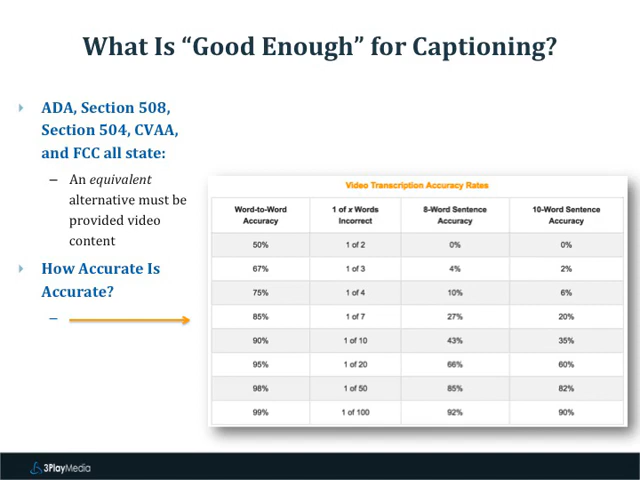 What Is “Good Enough” for Captioning?
ADA, Section 508,
Section 504, CVAA,
and FCC all state:
– An equivalent
alternative must be
provided video
content
How Accurate Is
Accurate?
–
Video Transcription Accuracy Rates
Word-to-Word Accuracy 1 of x Words Incorrect 8-Word Sentence Accuracy 10-Word Sentence Accuracy
50% 1 of 2 0% 0%
67% 1 of 3 4% 2%
75% 1 of 4 10% 6%
85% 1 of 7 27% 20%
90% 1 of 10 43% 35%
95% 1 of 20 66% 60%
98% 1 of 50 85% 82%
99% 1 of 100 92% 90%
3PlayMedia